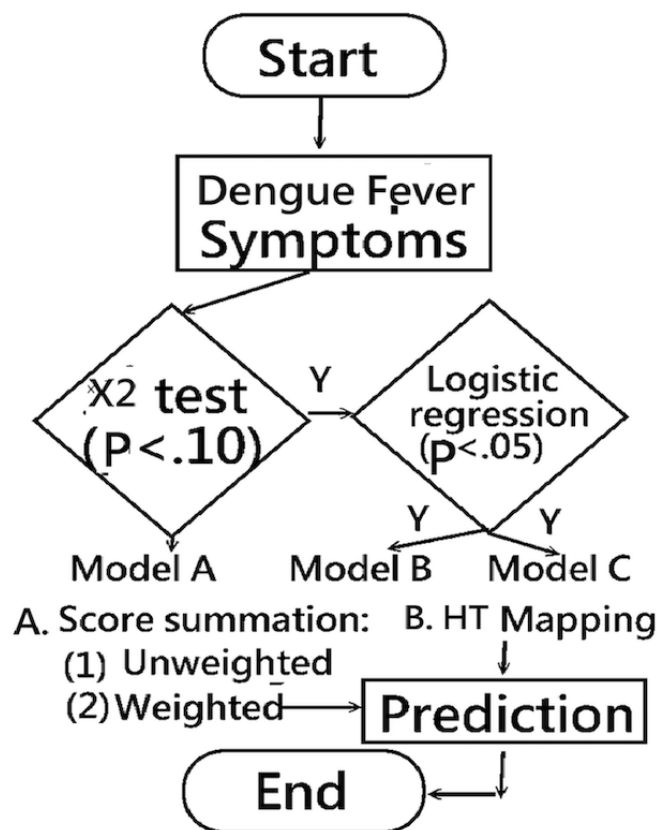 Start
Dengue Fever
Symptoms
X2 test
(P<.10)
Y
Logistic
regression
(P<.05)
Y
Y
Model A
Model B
Model C
A. Score summation:
B. HT Mapping
(1) Unweighted
(2) Weighted
Prediction
End